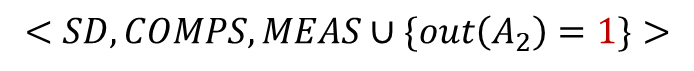 < SD, COMPS, MEAS ∪ {out(A₂) = 1} >